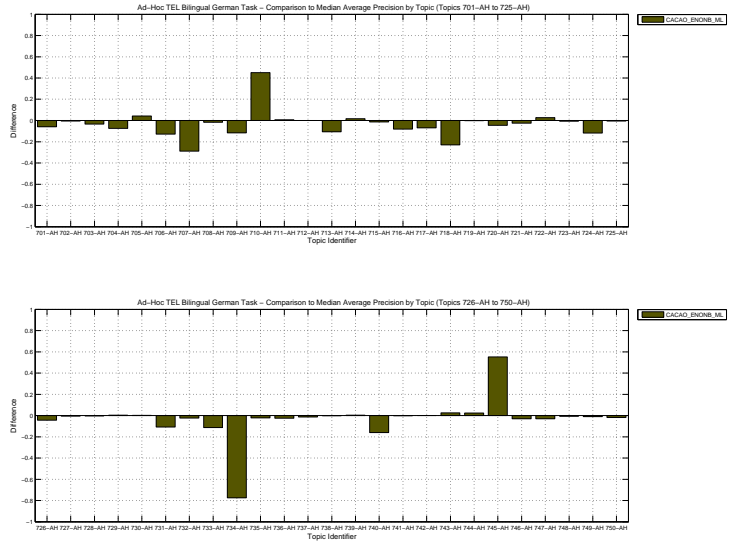 Ad−Hoc TEL Bilingual German Task − Comparison to Median Average Precision by Topic (Topics 701−AH to 725−AH)
CACAO_ENONB_ML
1
0.8
0.6
0.4
0.2
0
−0.2
−0.4
−0.6
−0.8
−1
Difference
701−AH 702−AH 703−AH 704−AH 705−AH 706−AH 707−AH 708−AH 709−AH 710−AH 711−AH 712−AH 713−AH 714−AH 715−AH 716−AH 717−AH 718−AH 719−AH 720−AH 721−AH 722−AH 723−AH 724−AH 725−AH
Topic Identifier
Ad−Hoc TEL Bilingual German Task − Comparison to Median Average Precision by Topic (Topics 726−AH to 750−AH)
CACAO_ENONB_ML
1
0.8
0.6
0.4
0.2
0
−0.2
−0.4
−0.6
−0.8
−1
Difference
726−AH 727−AH 728−AH 729−AH 730−AH 731−AH 732−AH 733−AH 734−AH 735−AH 736−AH 737−AH 738−AH 739−AH 740−AH 741−AH 742−AH 743−AH 744−AH 745−AH 746−AH 747−AH 748−AH 749−AH 750−AH
Topic Identifier